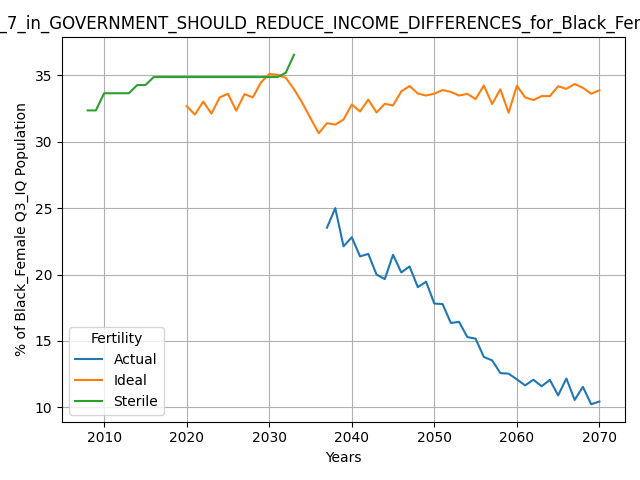 _7_in_GOVERNMENT_SHOULD_REDUCE_INCOME_DIFFERENCES_for_Black_Fer
% of Black_Female Q3_IQ Population
35
30
25
20
15
10
Fertility
Actual
Ideal
Sterile
2010 2020 2030 2040 2050 2060 2070
Years